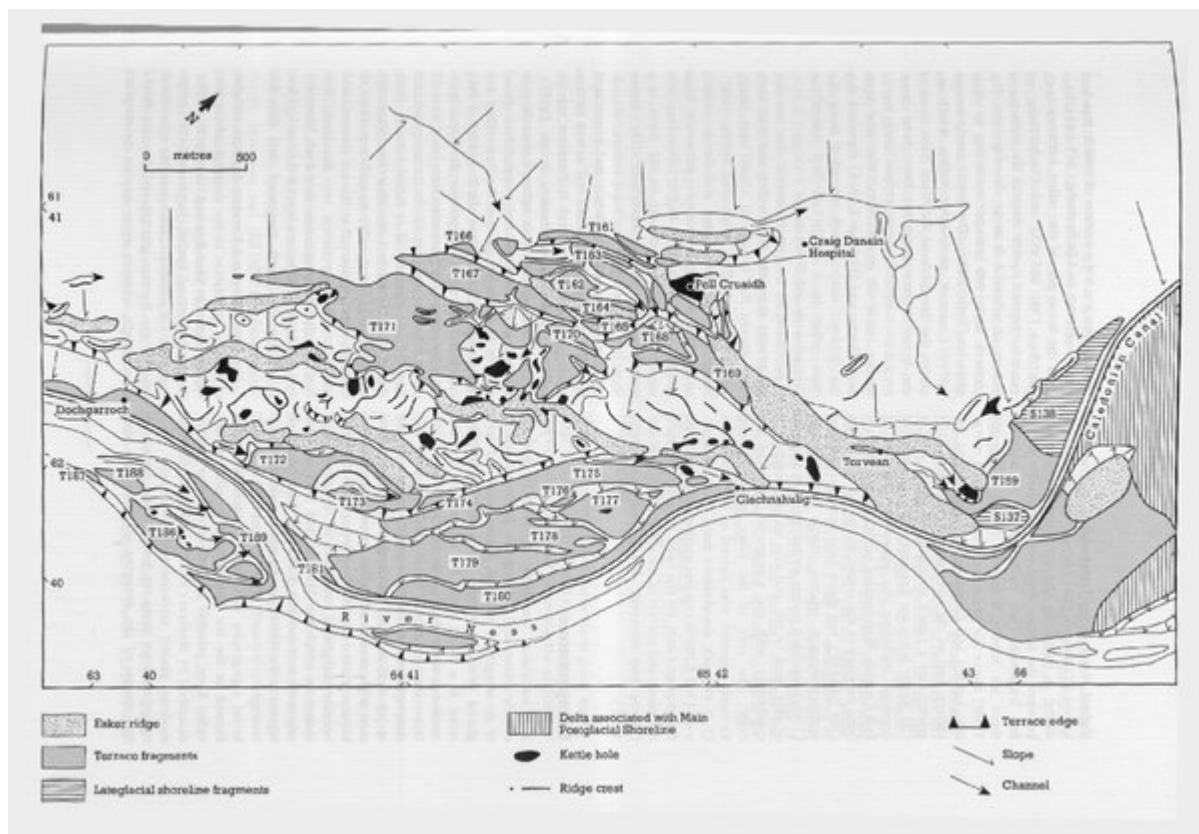 N
0 metres 500
61
41
T161
T166
T163
Craig Dunain
Hospital
T167
T162
Poll Cruaidh
T164
T171
T170
T165
T168
T169
Caledonian Canal
Dochgarroch
S138
T172
Torvean
62
T187
T188
T175
T159
T173
T174
T176
T177
Clachnahulig
S137
T186
T189
T178
T179
T181
T180
40
River Ness
63 40 64 41 65 42 43 66
Esker ridge
Terrace fragments
Lateglacial shoreline fragments
Delta associated with Main
Postglacial Shoreline
Kettle hole
Ridge crest
Terrace edge
Slope
Channel